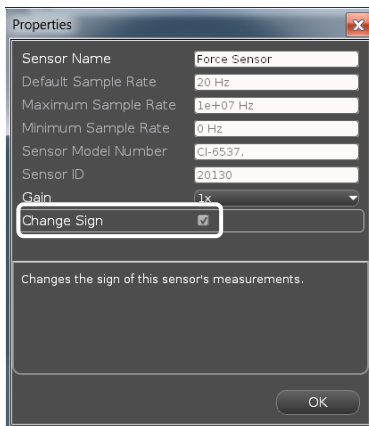 Properties
Sensor Name Force Sensor
Default Sample Rate 20 Hz
Maximum Sample Rate 1e+07 Hz
Minimum Sample Rate 0 Hz
Sensor Model Number CI-6537,
Sensor ID 20130
Gain 1x
Change Sign
Changes the sign of this sensor's measurements.
OK